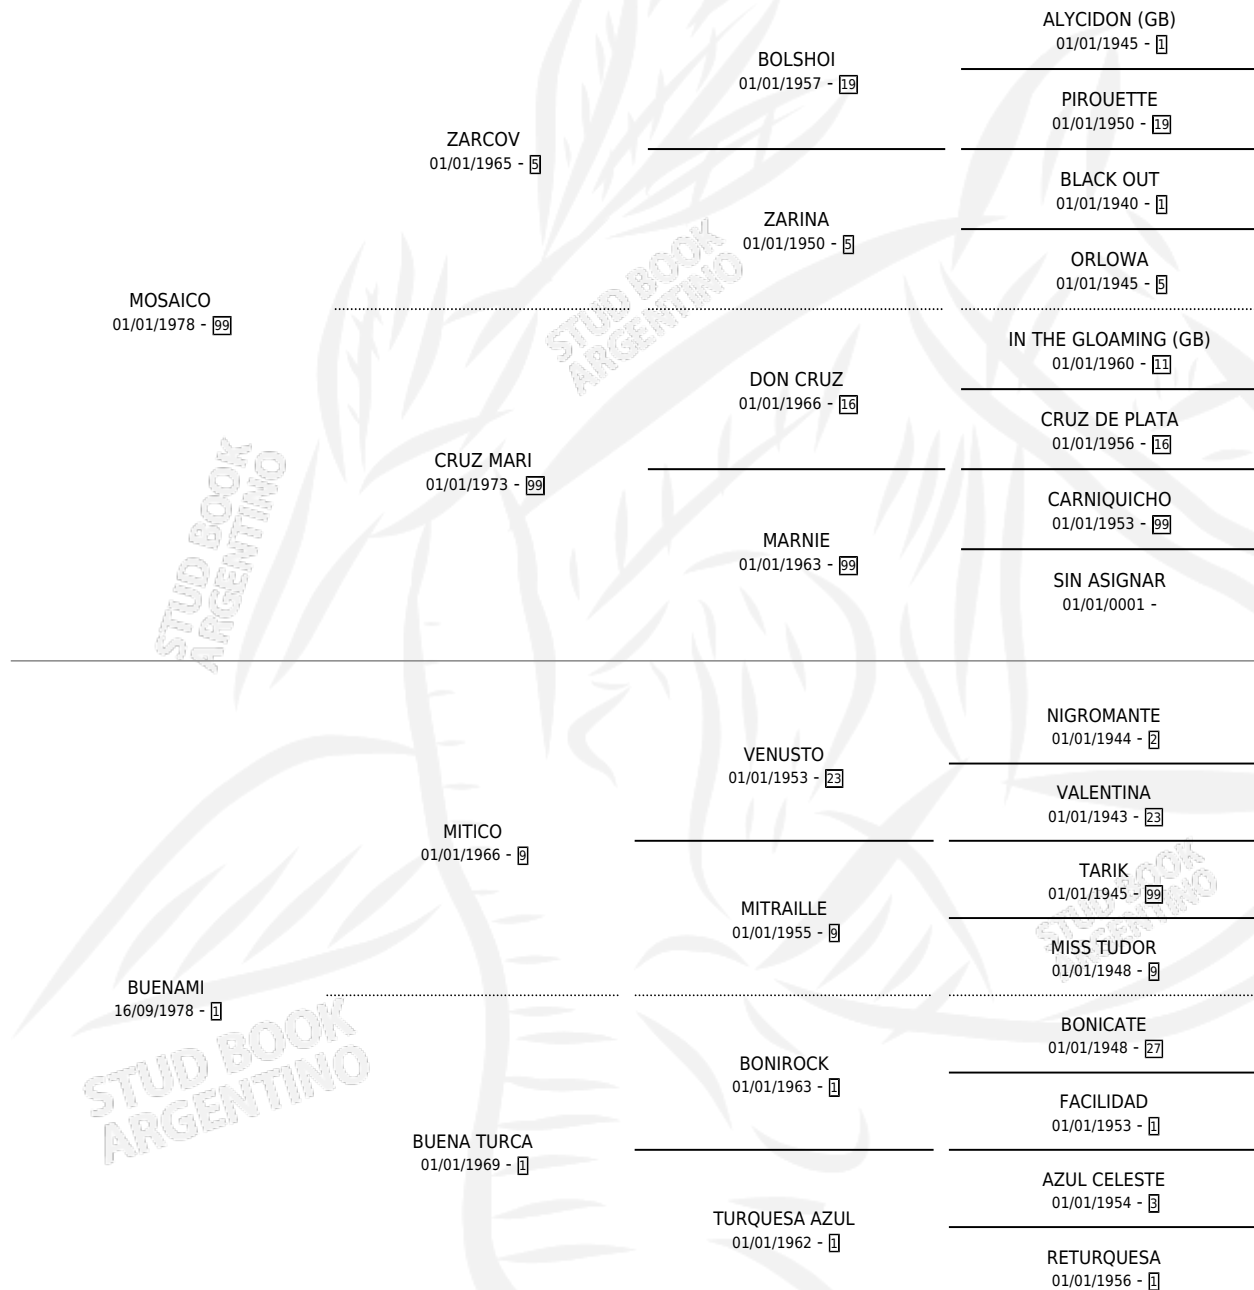 ALYCIDON (GB)
01/01/1945 - 1
BOLSHOI
01/01/1957 - 19
PIROUETTE
01/01/1950 - 19
ZARCOV
01/01/1965 - 5
BLACK OUT
01/01/1940 - 1
ZARINA
01/01/1950 - 5
ORLOWA
01/01/1945 - 5
MOSAICO
01/01/1978 - 99
IN THE GLOAMING (GB)
01/01/1960 - 11
DON CRUZ
01/01/1966 - 16
CRUZ DE PLATA
01/01/1956 - 16
CRUZ MARI
01/01/1973 - 99
CARNIQUICHO
01/01/1953 - 99
MARNIE
01/01/1963 - 99
SIN ASIGNAR
01/01/0001 -
NIGROMANTE
01/01/1944 - 2
VENUSTO
01/01/1953 - 23
VALENTINA
01/01/1943 - 23
MITICO
01/01/1966 - 9
TARIK
01/01/1945 - 99
MITRAILLE
01/01/1955 - 9
MISS TUDOR
01/01/1948 - 9
BUENAMI
16/09/1978 - 1
BONICATE
01/01/1948 - 27
BONIROCK
01/01/1963 - 1
FACILIDAD
01/01/1953 - 1
BUENA TURCA
01/01/1969 - 1
AZUL CELESTE
01/01/1954 - 3
TURQUESA AZUL
01/01/1962 - 1
RETURQUESA
01/01/1956 - 1
STUD BOOK
ARGENTINO
STUD BOOK
ARGENTINO
STUD BOOK
ARGENTINO
STUD BOOK
ARGENTINO